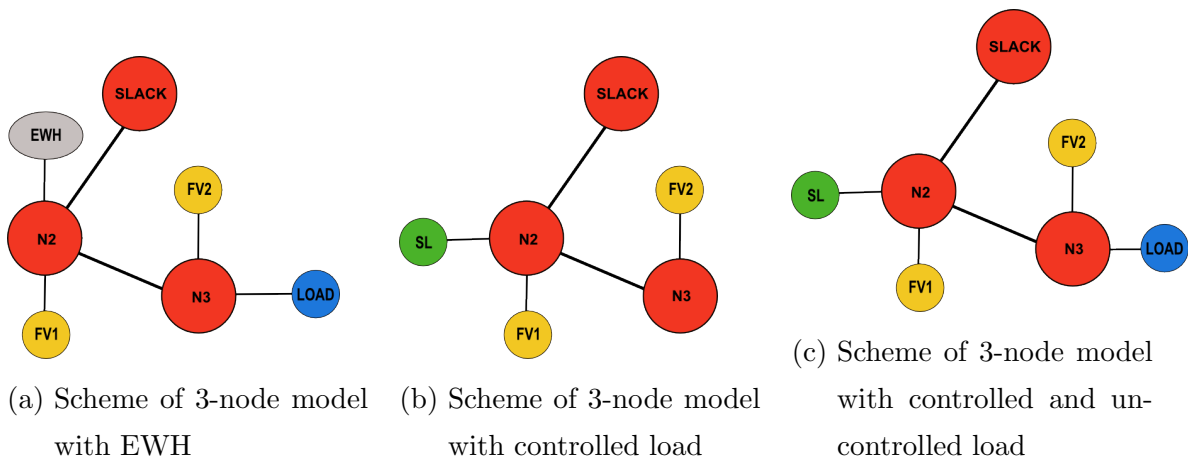 SLACK
EWH
FV2
N2
N3
LOAD
FV1
(a) Scheme of 3-node model
with EWH
SLACK
FV2
SL
N2
N3
FV1
(b) Scheme of 3-node model
with controlled load
SLACK
FV2
SL
N2
N3
LOAD
FV1
(c) Scheme of 3-node model
with controlled and un-
controlled load